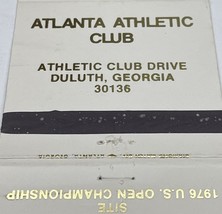 ATLANTA ATHLETIC
CLUB
ATHLETIC CLUB DRIVE
DULUTH, GEORGIA
30136
SITE
1976 U.S. OPEN CHAMPIONSHIP